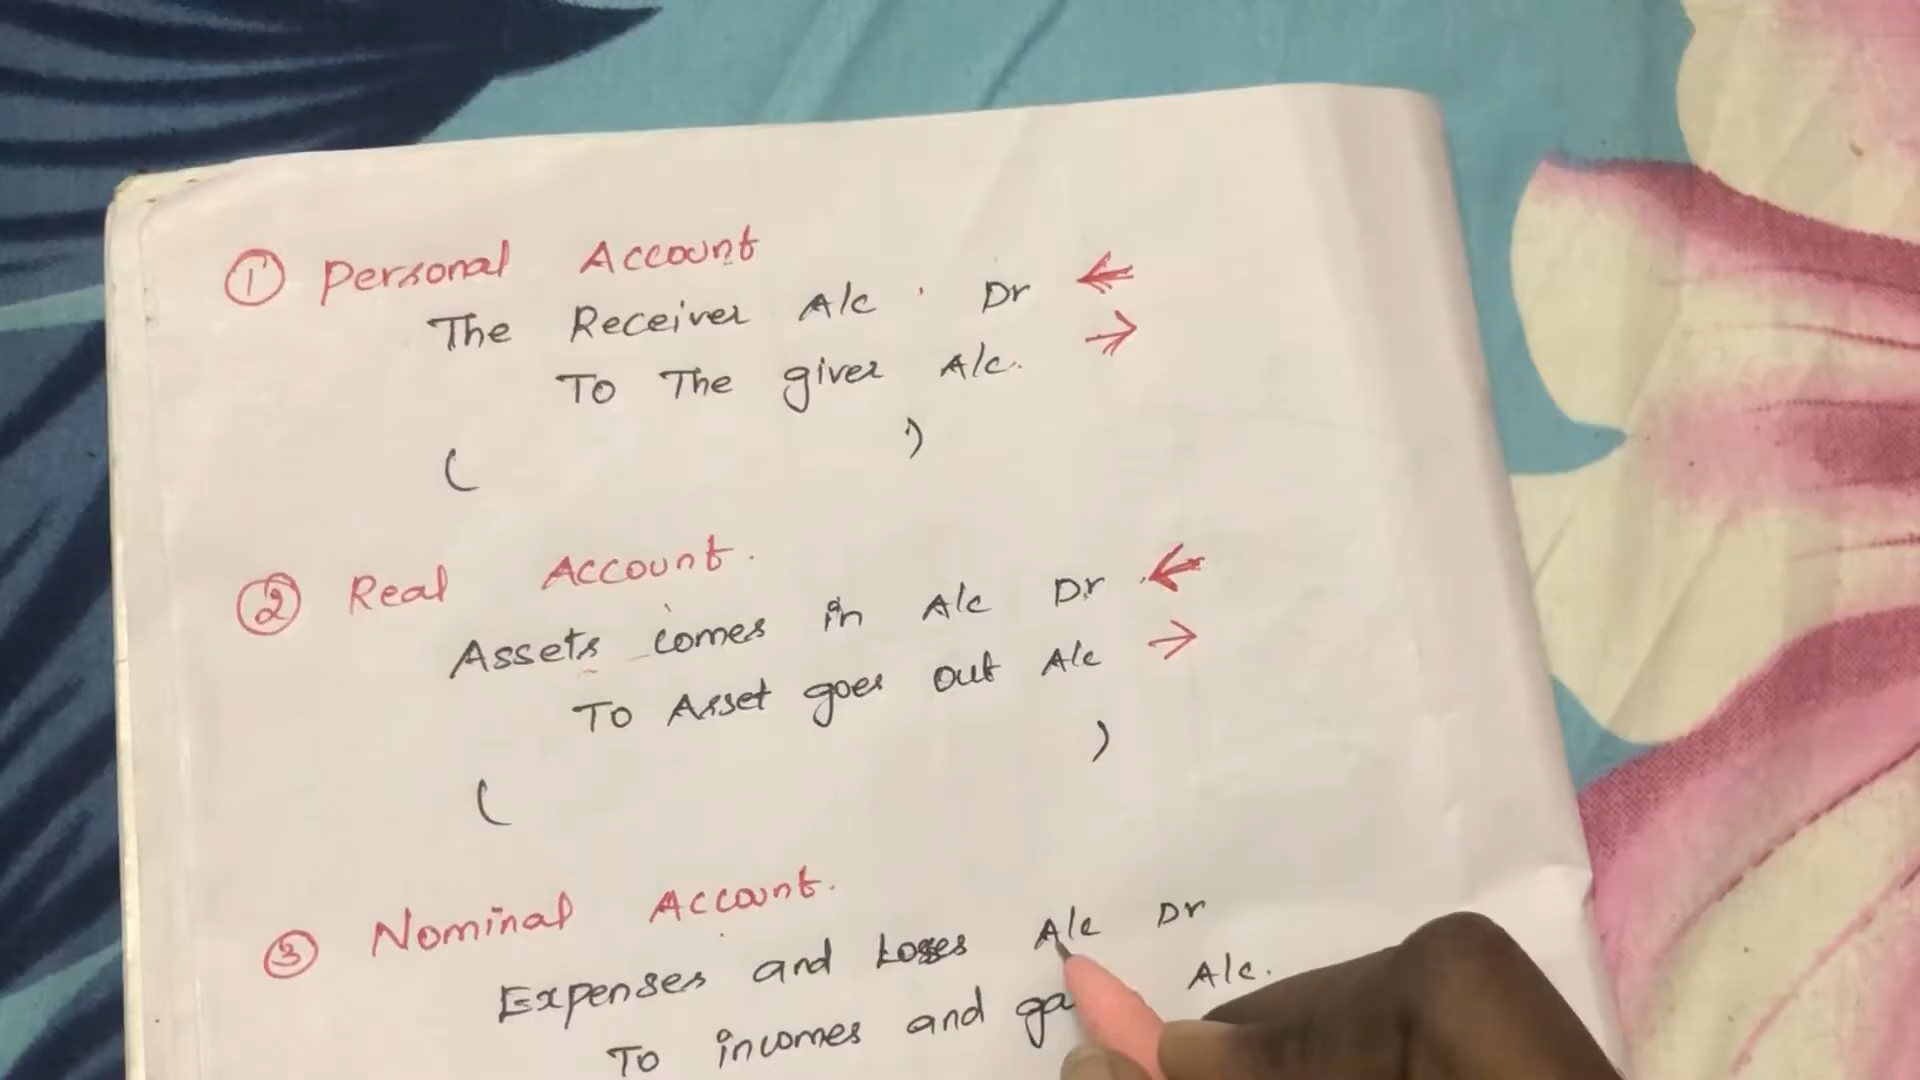 ① Personal Account
The Receiver A/c Dr ←
To The giver A/c. →
( )
② Real Account.
Assets comes in A/c Dr ←
To Asset goes out A/c →
( )
③ Nominal Account.
Expenses and Losses A/c Dr
To incomes and ga A/c.